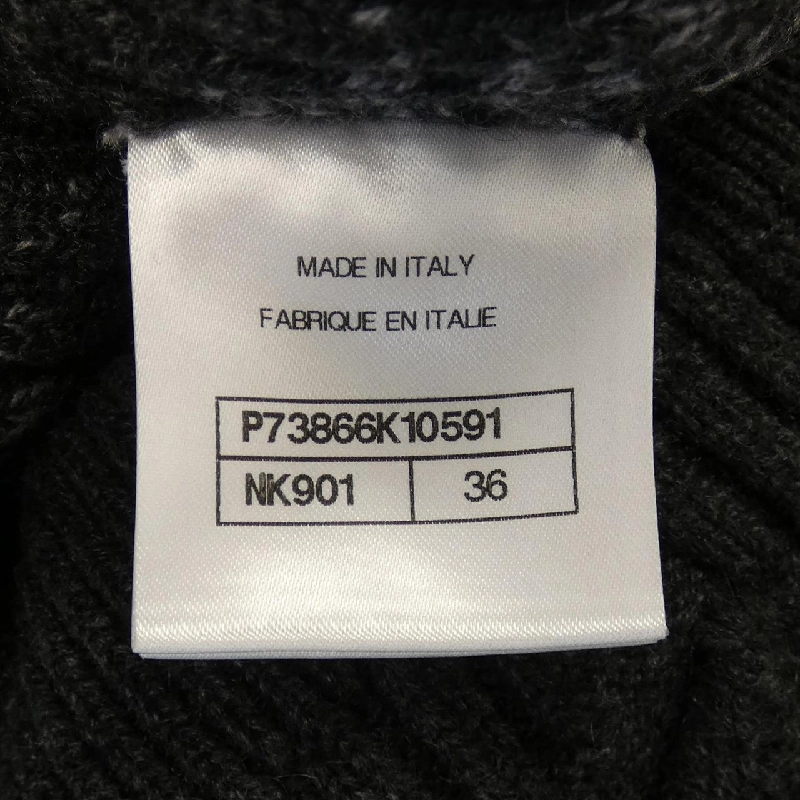 MADE IN ITALY
FABRIQUE EN ITALIE
P73866K10591
NK901 36